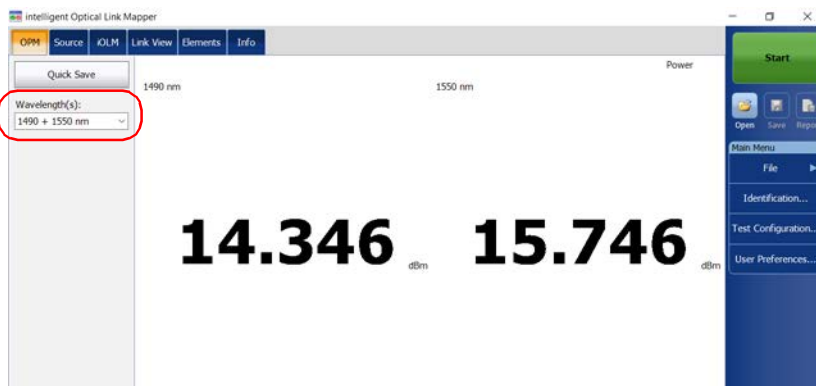 intelligent Optical Link Mapper
OPM Source iOLM Link View Elements Info
Quick Save
Wavelength(s):
1490 + 1550 nm
Power
1490 nm 1550 nm
14.346 dBm 15.746 dBm
Start
Open Save Repo
Main Menu
File
Identification...
Test Configuration...
User Preferences...